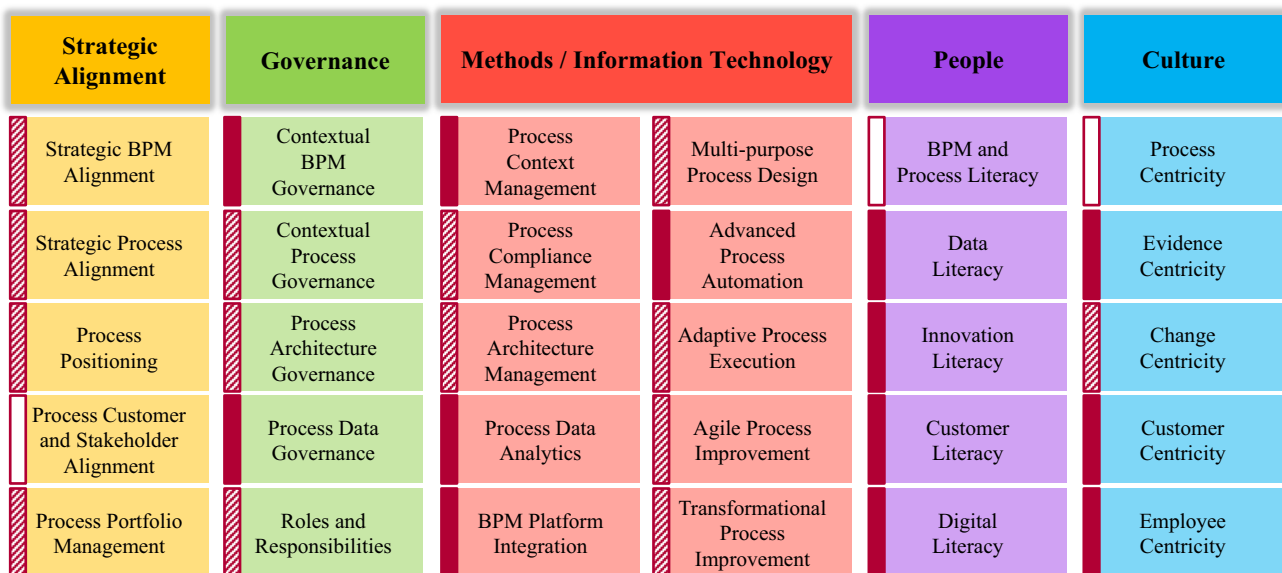 Strategic
Alignment
Governance
Methods / Information Technology
People
Culture
Strategic BPM
Alignment
Contextual
BPM
Governance
Process
Context
Management
Multi-purpose
Process Design
BPM and
Process Literacy
Process
Centricity
Strategic Process
Alignment
Contextual
Process
Governance
Process
Compliance
Management
Advanced
Process
Automation
Data
Literacy
Evidence
Centricity
Process
Positioning
Process
Architecture
Governance
Process
Architecture
Management
Adaptive Process
Execution
Innovation
Literacy
Change
Centricity
Process Customer
and Stakeholder
Alignment
Process Data
Governance
Process Data
Analytics
Agile Process
Improvement
Customer
Literacy
Customer
Centricity
Process Portfolio
Management
Roles and
Responsibilities
BPM Platform
Integration
Transformational
Process
Improvement
Digital
Literacy
Employee
Centricity